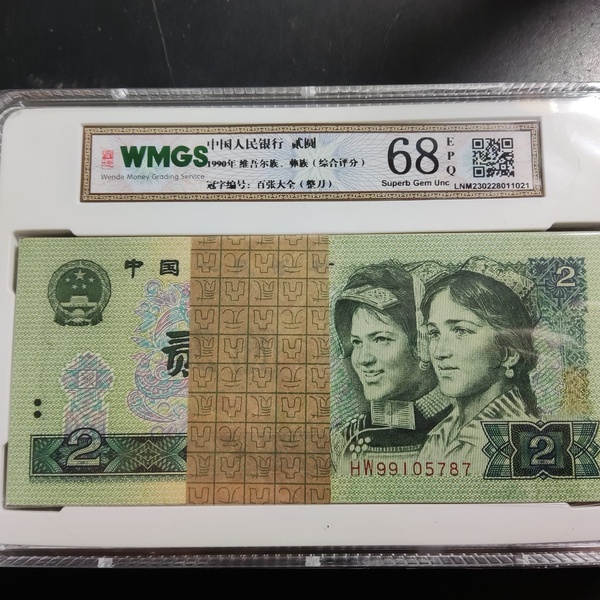 中国人民银行 贰圆
WMGS
1990年 维吾尔族、彝族（综合评分）
Wende Money Grading Service
冠字编号：百张大全（整刀）
68
EPQ
Superb Gem Unc
LNM230228011021
中国
2
贰
2
2
HW99105787